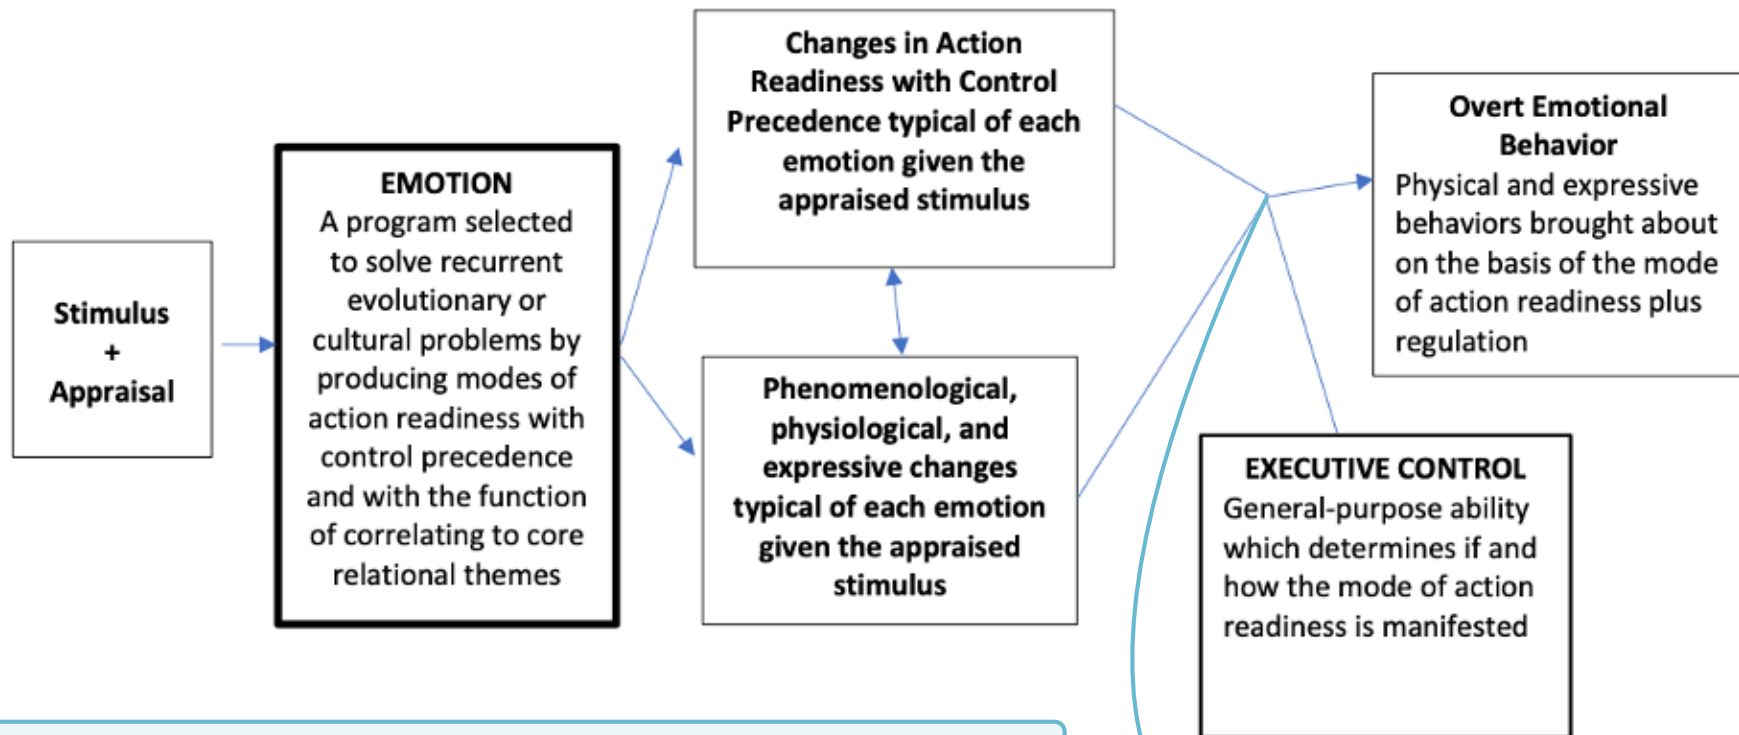 Stimulus
+
Appraisal
EMOTION
A program selected
to solve recurrent
evolutionary or
cultural problems by
producing modes of
action readiness with
control precedence
and with the function
of correlating to core
relational themes
Changes in Action
Readiness with Control
Precedence typical of each
emotion given the
appraised stimulus
Phenomenological,
physiological, and
expressive changes
typical of each emotion
given the appraised
stimulus
Overt Emotional
Behavior
Physical and expressive
behaviors brought about
on the basis of the mode
of action readiness plus
regulation
EXECUTIVE CONTROL
General-purpose ability
which determines if and
how the mode of action
readiness is manifested